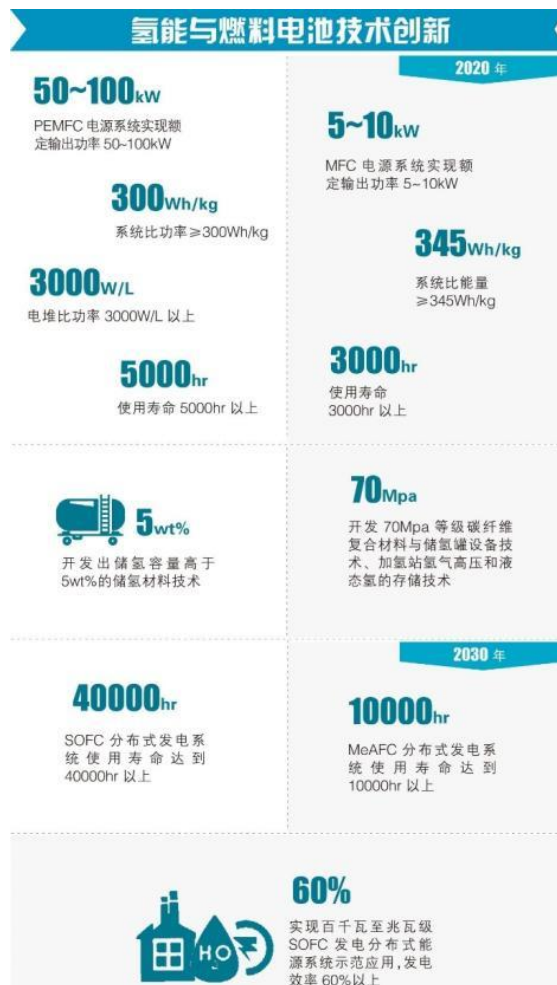 氢能与燃料电池技术创新
2020 年
50~100kW
PEMFC 电源系统实现额
定输出功率 50~100kW
300Wh/kg
系统比功率≥300Wh/kg
3000W/L
电堆比功率 3000W/L 以上
5000hr
使用寿命 5000hr 以上
5~10kW
MFC 电源系统实现额
定输出功率 5~10kW
345Wh/kg
系统比能量
≥345Wh/kg
3000hr
使用寿命
3000hr 以上
5wt%
开发出储氢容量高于
5wt%的储氢材料技术
70Mpa
开发 70Mpa 等级碳纤维
复合材料与储氢罐设备技
术、加氢站氢气高压和液
态氢的存储技术
2030 年
40000hr
SOFC 分布式发电系
统使用寿命达到
40000hr 以上
10000hr
MeAFC 分布式发电系
统使用寿命达到
10000hr 以上
H2O
60%
实现百千瓦至兆瓦级
SOFC 发电分布式能
源系统示范应用,发电
效率 60%以上